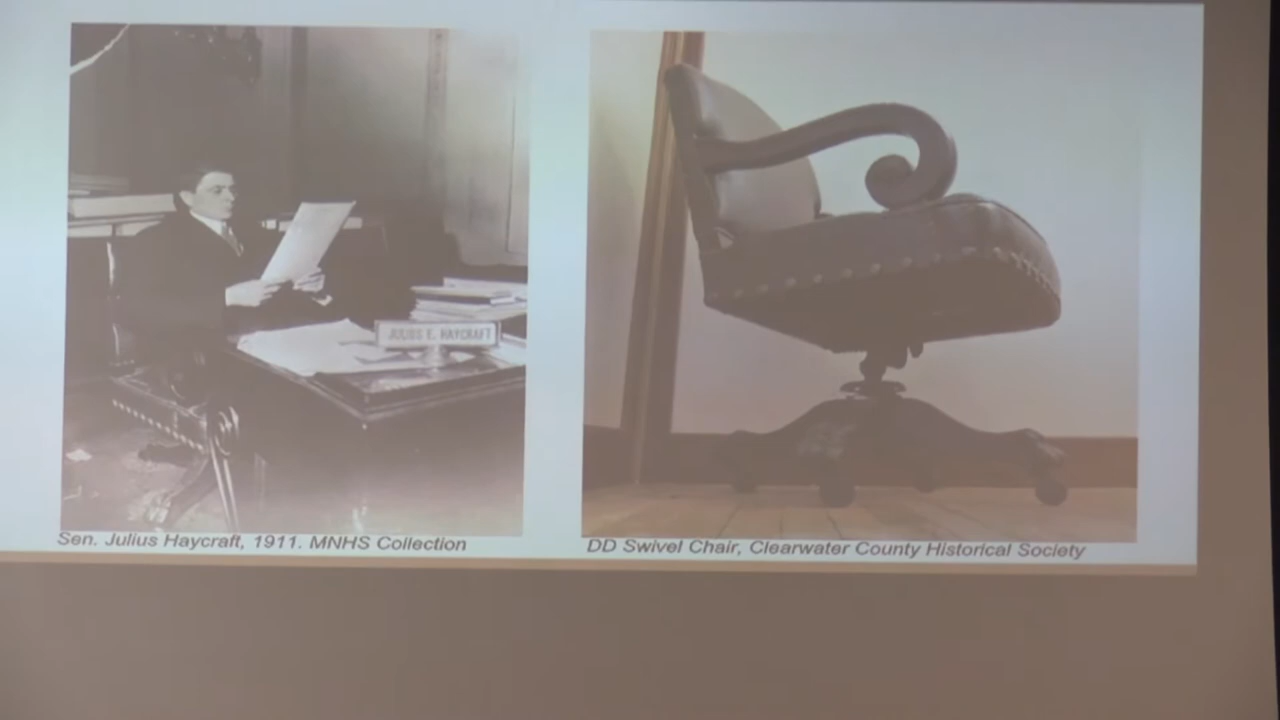 JULIUS E. HAYCRAFT
Sen. Julius Haycraft, 1911. MNHS Collection
DD Swivel Chair, Clearwater County Historical Society